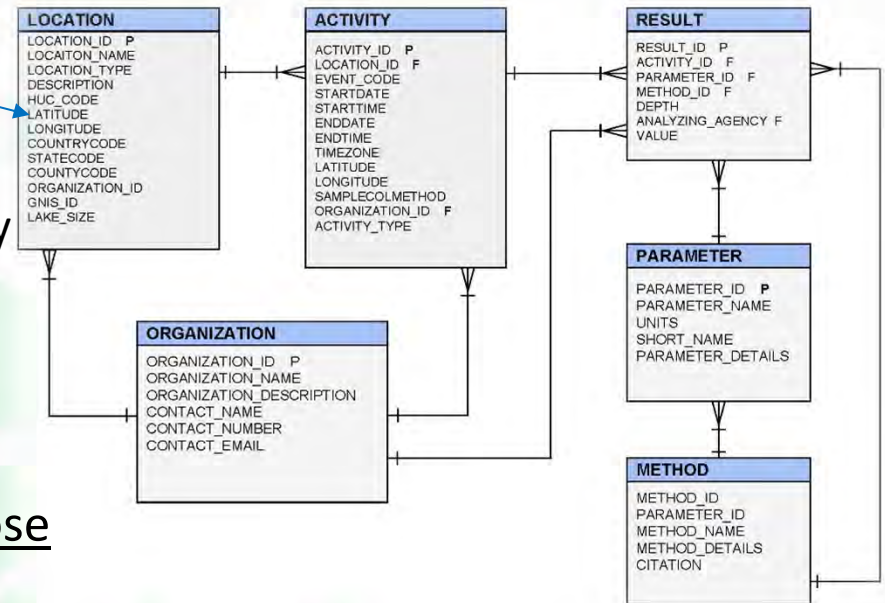 LOCATION
LOCATION_ID P
LOCAITON_NAME
LOCATION_TYPE
DESCRIPTION
HUC_CODE
LATITUDE
LONGITUDE
COUNTRYCODE
STATECODE
COUNTYCODE
ORGANIZATION_ID
GNIS_ID
LAKE_SIZE
ACTIVITY
ACTIVITY_ID P
LOCATION_ID F
EVENT_CODE
STARTDATE
STARTTIME
ENDDATE
ENDTIME
TIMEZONE
LATITUDE
LONGITUDE
SAMPLECOLMETHOD
ORGANIZATION_ID F
ACTIVITY_TYPE
RESULT
RESULT_ID P
ACTIVITY_ID F
PARAMETER_ID F
METHOD_ID F
DEPTH
ANALYZING_AGENCY F
VALUE
y
ORGANIZATION
ORGANIZATION_ID P
ORGANIZATION_NAME
ORGANIZATION_DESCRIPTION
CONTACT_NAME
CONTACT_NUMBER
CONTACT_EMAIL
PARAMETER
PARAMETER_ID P
PARAMETER_NAME
UNITS
SHORT_NAME
PARAMETER_DETAILS
METHOD
METHOD_ID
PARAMETER_ID
METHOD_NAME
METHOD_DETAILS
CITATION
ose